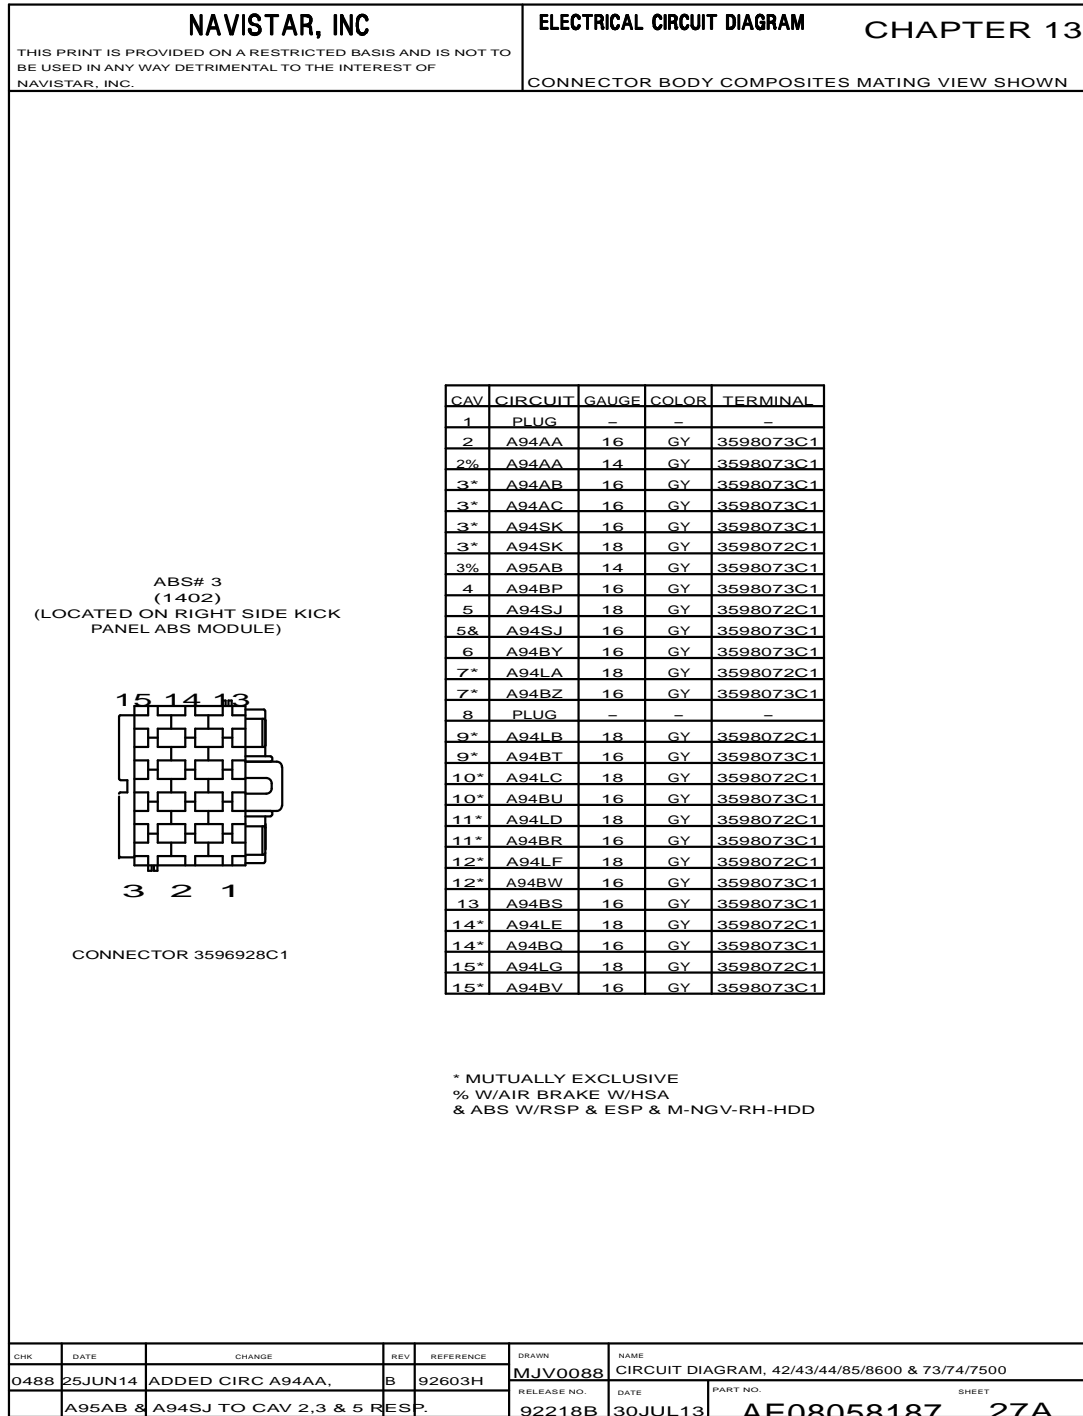 NAVISTAR, INC
THIS PRINT IS PROVIDED ON A RESTRICTED BASIS AND IS NOT TO
BE USED IN ANY WAY DETRIMENTAL TO THE INTEREST OF
NAVISTAR, INC.
ELECTRICAL CIRCUIT DIAGRAM
CHAPTER 13
CONNECTOR BODY COMPOSITES MATING VIEW SHOWN
ABS# 3
(1402)
(LOCATED ON RIGHT SIDE KICK
PANEL ABS MODULE)
15 14 13
3 2 1
CONNECTOR 3596928C1
CAV CIRCUIT GAUGE COLOR TERMINAL
1 PLUG – – –
2 A94AA 16 GY 3598073C1
2% A94AA 14 GY 3598073C1
3* A94AB 16 GY 3598073C1
3* A94AC 16 GY 3598073C1
3* A94SK 16 GY 3598073C1
3* A94SK 18 GY 3598072C1
3% A95AB 14 GY 3598073C1
4 A94BP 16 GY 3598073C1
5 A94SJ 18 GY 3598072C1
5& A94SJ 16 GY 3598073C1
6 A94BY 16 GY 3598073C1
7* A94LA 18 GY 3598072C1
7* A94BZ 16 GY 3598073C1
8 PLUG – – –
9* A94LB 18 GY 3598072C1
9* A94BT 16 GY 3598073C1
10* A94LC 18 GY 3598072C1
10* A94BU 16 GY 3598073C1
11* A94LD 18 GY 3598072C1
11* A94BR 16 GY 3598073C1
12* A94LF 18 GY 3598072C1
12* A94BW 16 GY 3598073C1
13 A94BS 16 GY 3598073C1
14* A94LE 18 GY 3598072C1
14* A94BQ 16 GY 3598073C1
15* A94LG 18 GY 3598072C1
15* A94BV 16 GY 3598073C1
* MUTUALLY EXCLUSIVE
% W/AIR BRAKE W/HSA
& ABS W/RSP & ESP & M-NGV-RH-HDD
CHK DATE CHANGE REV REFERENCE
0488 25JUN14 ADDED CIRC A94AA, B 92603H
A95AB & A94SJ TO CAV 2,3 & 5 RESP.
DRAWN
MJV0088
NAME
CIRCUIT DIAGRAM, 42/43/44/85/8600 & 73/74/7500
RELEASE NO. DATE PART NO. SHEET
92218B 30JUL13 AE08058187 27A